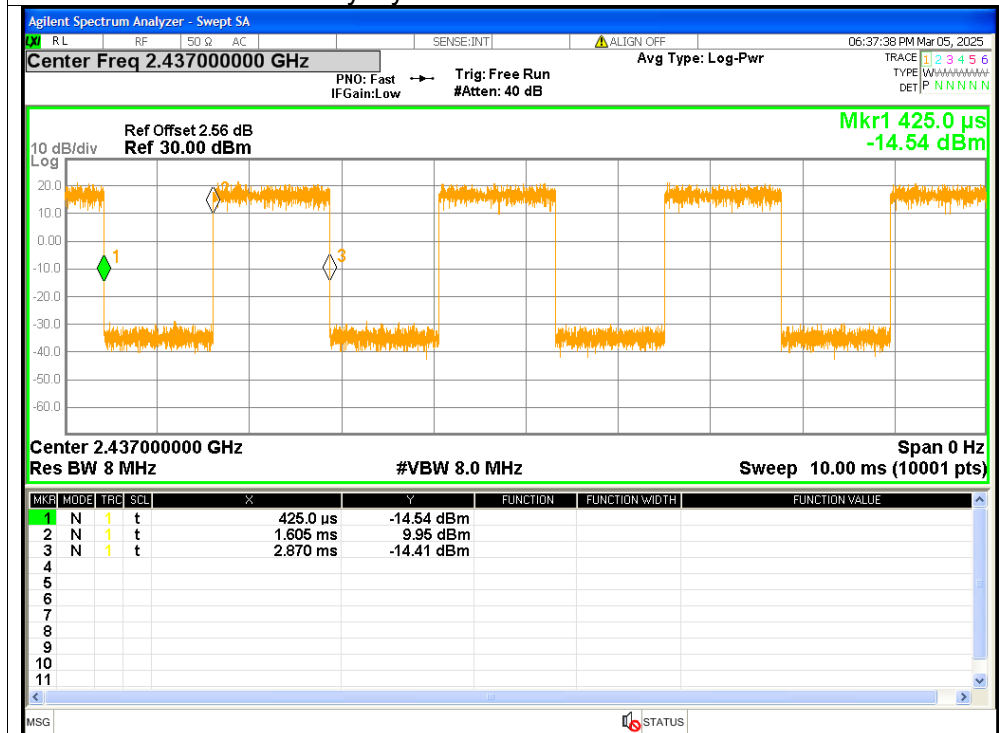 Agilent Spectrum Analyzer - Swept SA
LXI RL RF 50 Ω AC SENSE:INT ALIGN OFF 06:37:38 PM Mar 05, 2025
Center Freq 2.437000000 GHz Avg Type: Log-Pwr TRACE 1 2 3 4 5 6
PNO: Fast Trig: Free Run TYPE W
IFGain:Low #Atten: 40 dB DET P N N N N N
Mkr1 425.0 µs
Ref Offset 2.56 dB
10 dB/div Ref 30.00 dBm -14.54 dBm
Log
20.0
10.0
0.00
-10.0
-20.0
-30.0
-40.0
-50.0
-60.0
1
3
Center 2.437000000 GHz Span 0 Hz
Res BW 8 MHz #VBW 8.0 MHz Sweep 10.00 ms (10001 pts)
MKR MODE TRC SCL X Y FUNCTION FUNCTION WIDTH FUNCTION VALUE
1 N 1 t 425.0 µs -14.54 dBm
2 N 1 t 1.605 ms 9.95 dBm
3 N 1 t 2.870 ms -14.41 dBm
4
5
6
7
8
9
10
11
MSG STATUS